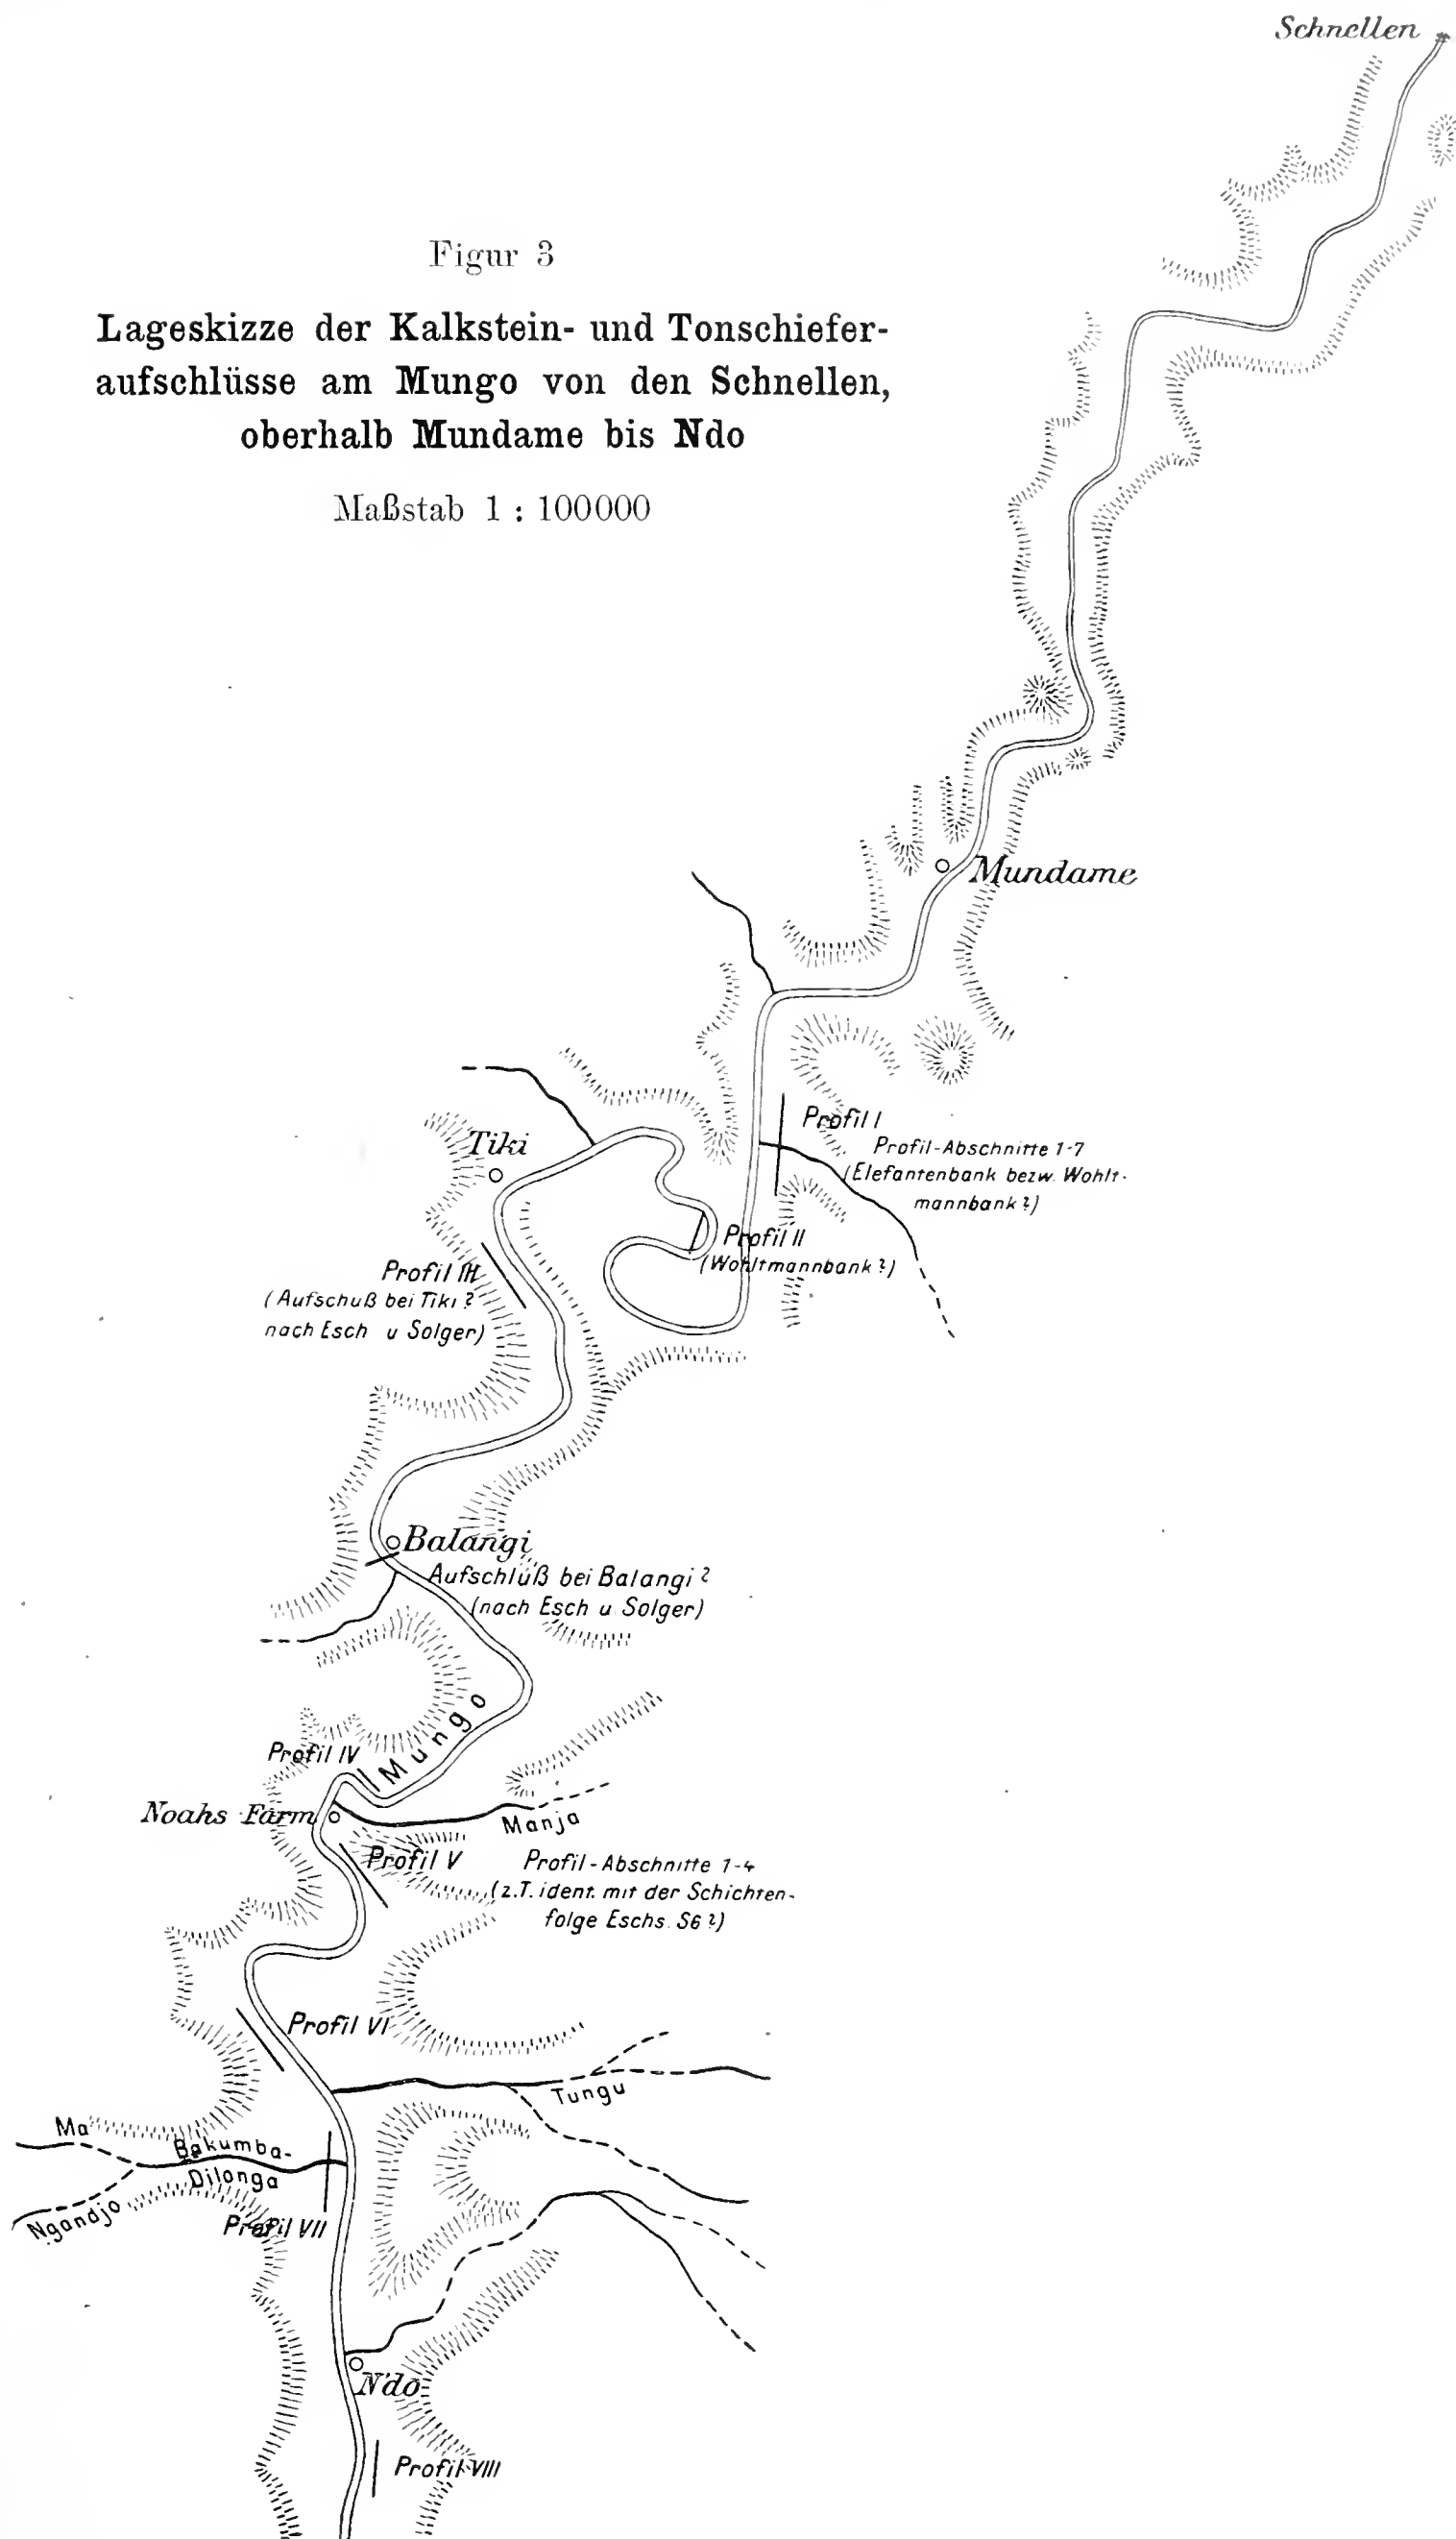 Schnellen
Figur 3
Lageskizze der Kalkstein- und Tonschiefer-
aufschlüsse am Mungo von den Schnellen,
oberhalb Mundame bis Ndo
Maßstab 1 : 100000
Mundame
Profil I
Profil-Abschnitte 1-7
(Elefantenbank bezw. Wohlt-
mannbank?)
Tiki
Profil II
(Wohltmannbank?)
Profil III
(Aufschuß bei Tiki?
nach Esch u Solger)
Balangi
Aufschluß bei Balangi?
(nach Esch u. Solger)
Mungo
Profil IV
Noahs Farm
Manja
Profil V
Profil-Abschnitte 1-4
(z.T. ident. mit der Schichten-
folge Eschs. S6?)
Profil VI
Tungu
Ma
Bakumba-
Dilonga
Ngandjo
Profil VII
N'do
Profil VIII